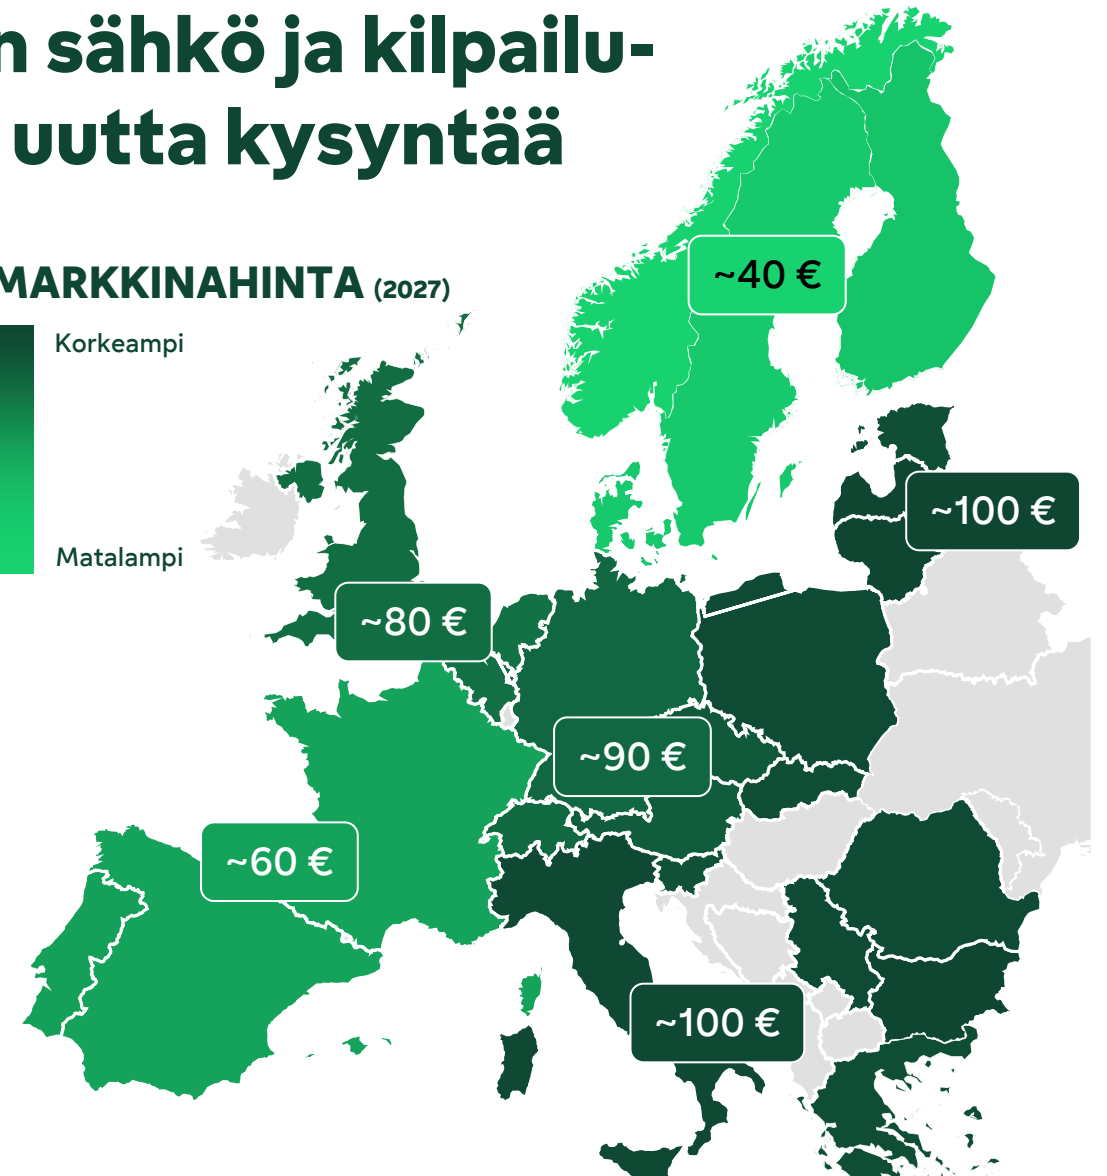 n sähkö ja kilpailu-
uutta kysyntää
MARKKINAHINTA (2027)
Korkeampi
Matalampi
~40 €
~100 €
~80 €
~90 €
~60 €
~100 €